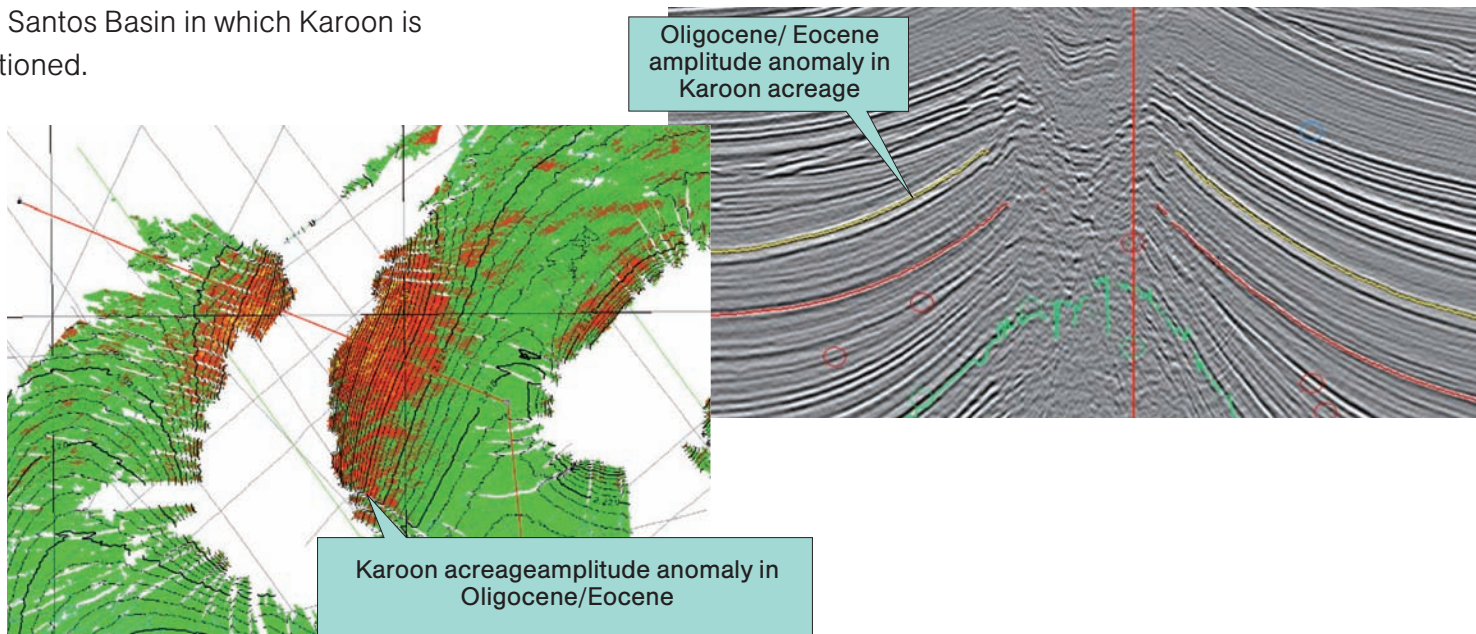 Santos Basin in which Karoon is
tioned.
Oligocene/ Eocene
amplitude anomaly in
Karoon acreage
Karoon acreageamplitude anomaly in
Oligocene/Eocene